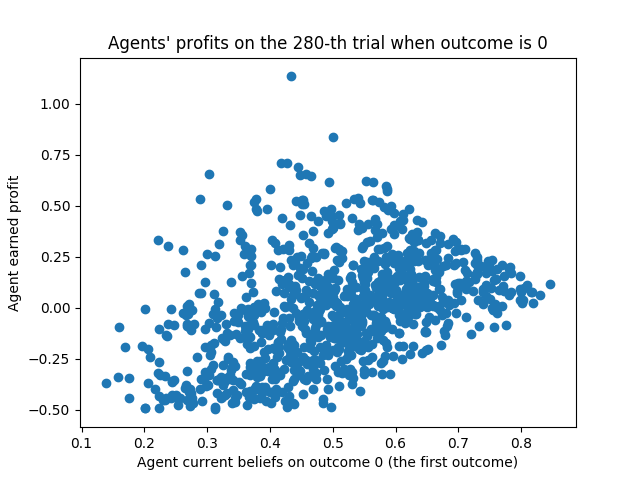 Agents' profits on the 280-th trial when outcome is 0
Agent earned profit
1.00
0.75
0.50
0.25
0.00
−0.25
−0.50
0.1 0.2 0.3 0.4 0.5 0.6 0.7 0.8
Agent current beliefs on outcome 0 (the first outcome)